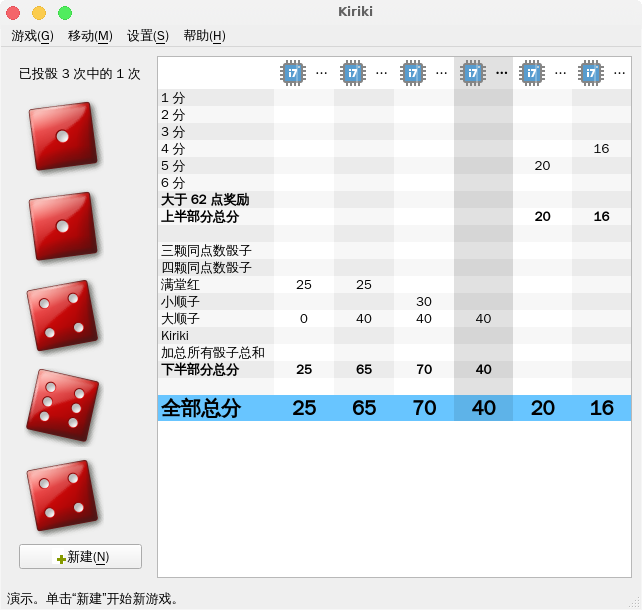 Kiriki
游戏(G) 移动(M) 设置(S) 帮助(H)
已投骰 3 次中的 1 次
i7 ... i7 ... i7 ... i7 ... i7 ... i7 ...
1 分
2 分
3 分
4 分 16
5 分 20
6 分
大于 62 点奖励
上半部分总分 20 16
三颗同点数骰子
四颗同点数骰子
满堂红 25 25
小顺子 30
大顺子 0 40 40 40
Kiriki
加总所有骰子总和
下半部分总分 25 65 70 40
全部总分 25 65 70 40 20 16
新建(N)
演示。单击“新建”开始新游戏。